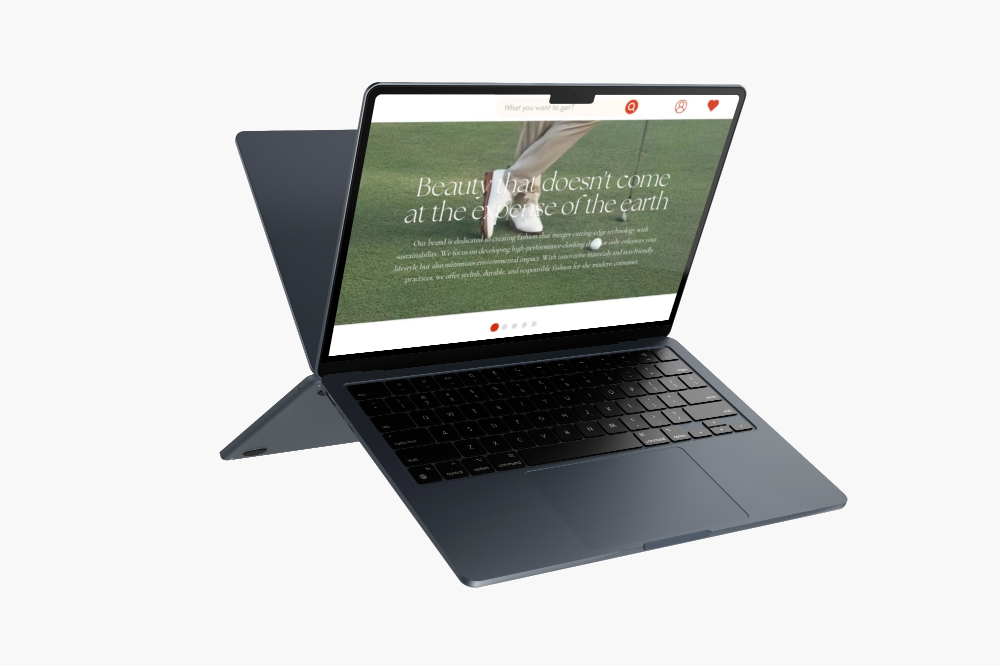 What you want to get?
Beauty that doesn't come
at the expense of the earth
Our brand is dedicated to creating fashion that merges cutting-edge technology with
sustainability. We focus on developing high-performance clothing only enhances your
lifestyle but also minimizes environmental impact. With innovative materials and eco-friendly
practices, we offer stylish, durable, and responsible fashion for the modern consumer.